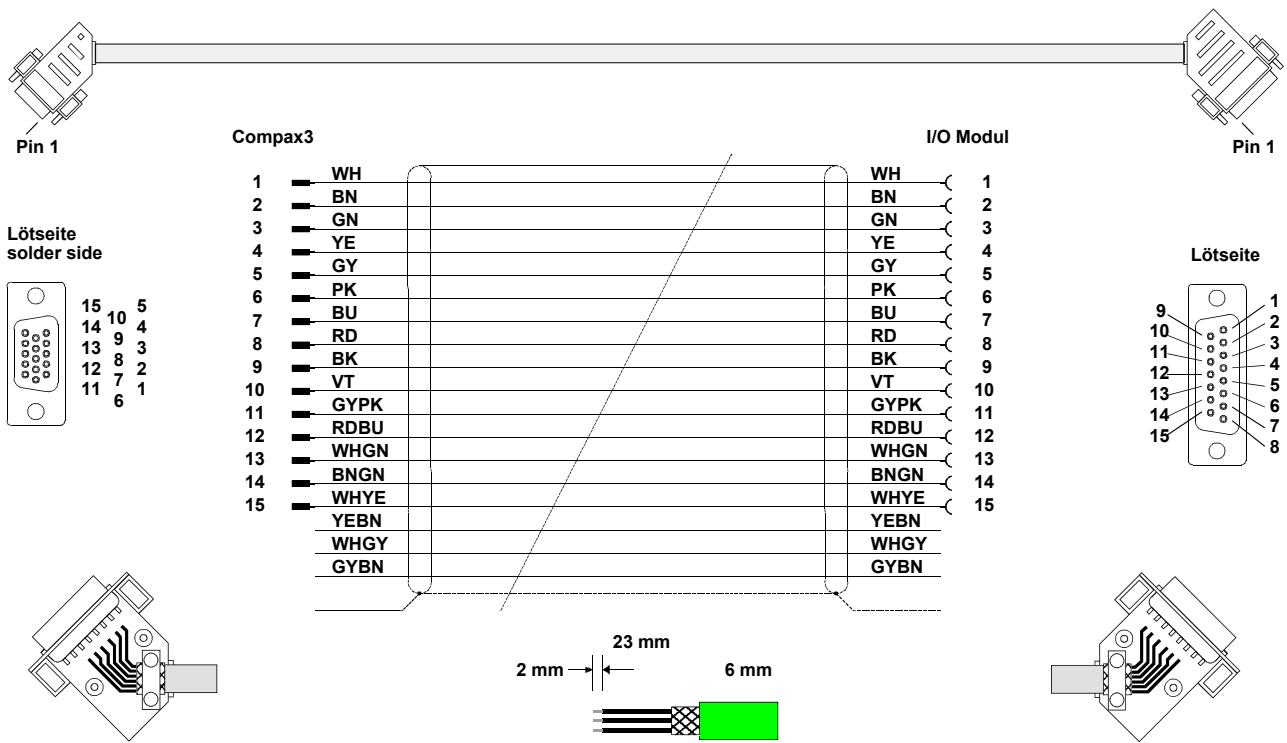 Pin 1
Pin 1
Compax3
I/O Modul
1 WH WH 1
2 BN BN 2
3 GN GN 3
4 YE YE 4
5 GY GY 5
6 PK PK 6
7 BU BU 7
8 RD RD 8
9 BK BK 9
10 VT VT 10
11 GYPK GYPK 11
12 RDBU RDBU 12
13 WHGN WHGN 13
14 BNGN BNGN 14
15 WHYE WHYE 15
YEBN YEBN
WHGY WHGY
GYBN GYBN
Lötseite
solder side
15 5
10
14 4
9
13 3
8
12 2
7
11 1
6
Lötseite
1
9
2
10
3
11
4
12
5
13
6
14
7
15
8
23 mm
2 mm 6 mm